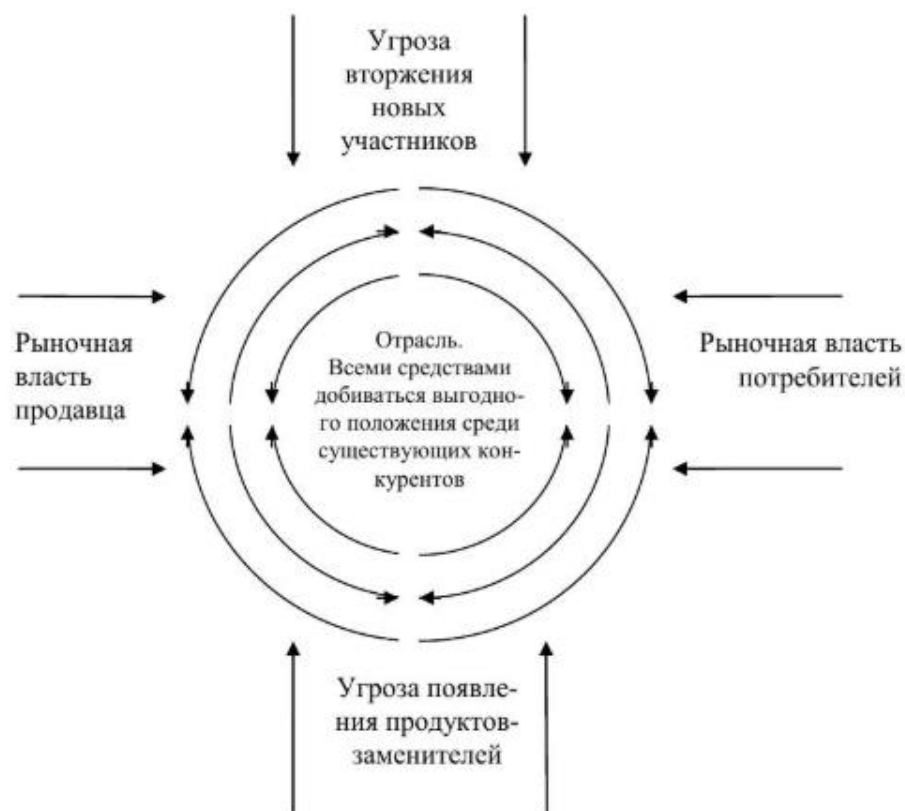 Угроза
вторжения
новых
участников
Рыночная
власть
продавца
Отрасль.
Всеми средствами
добиваться выгодно-
го положения среди
существующих кон-
курентов
Рыночная власть
потребителей
Угроза появле-
ния продуктов-
заменителей